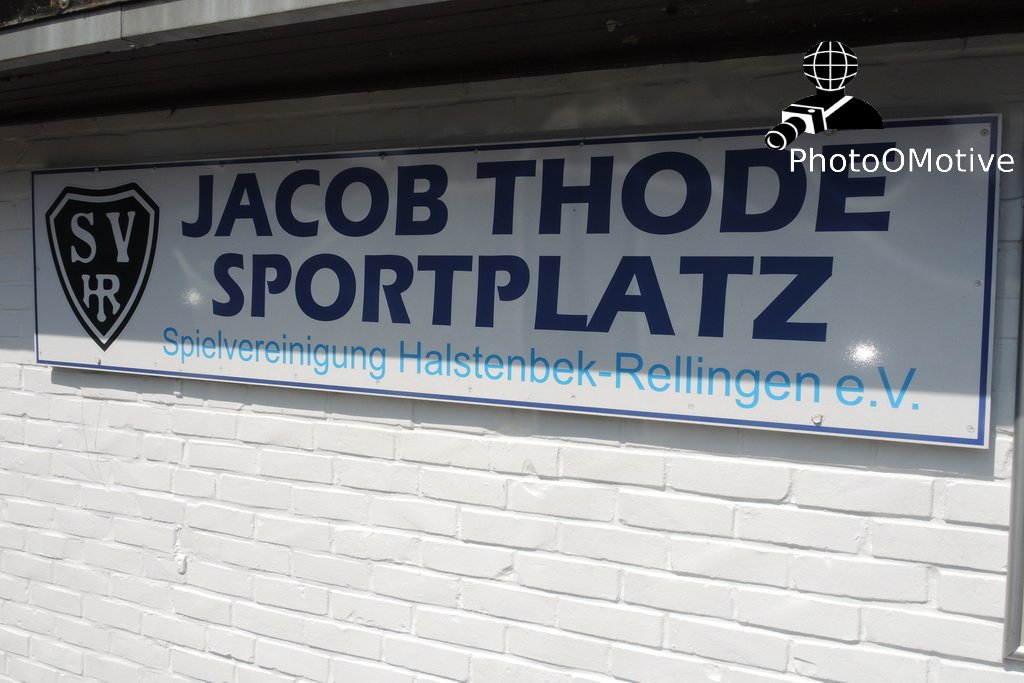 PhotoOMotive
JACOB THODE
SPORTPLATZ
Spielvereinigung Halstenbek-Rellingen e.V.
SV
HR